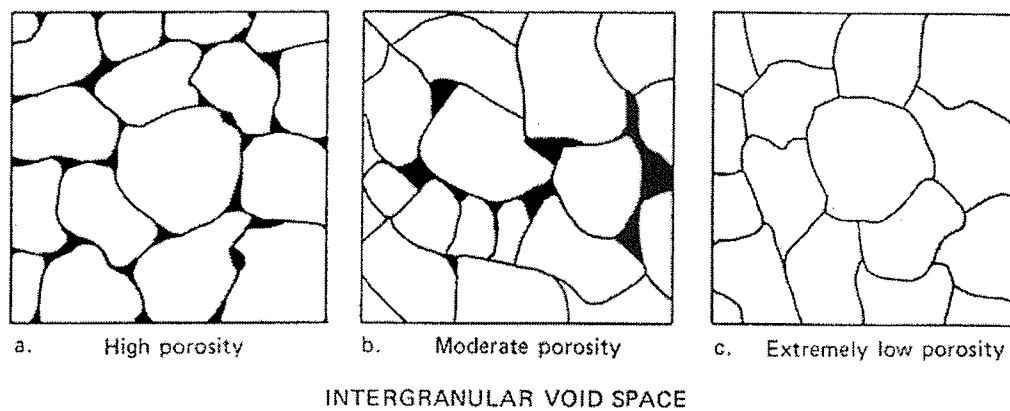 a. High porosity
b. Moderate porosity
c. Extremely low porosity
INTERGRANULAR VOID SPACE